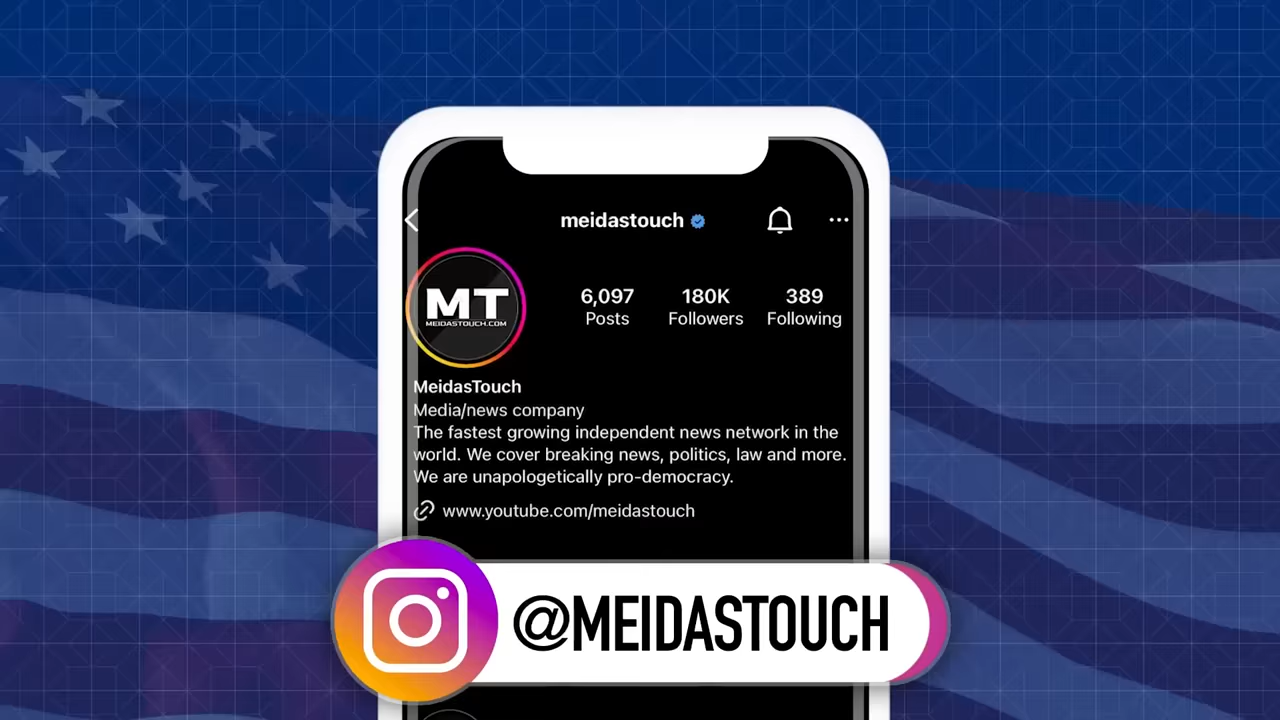 meidastouch
MT
MEIDASTOUCH.COM
6,097
Posts
180K
Followers
389
Following
MeidasTouch
Media/news company
The fastest growing independent news network in the
world. We cover breaking news, politics, law and more.
We are unapologetically pro-democracy.
www.youtube.com/meidastouch
@MEIDASTOUCH